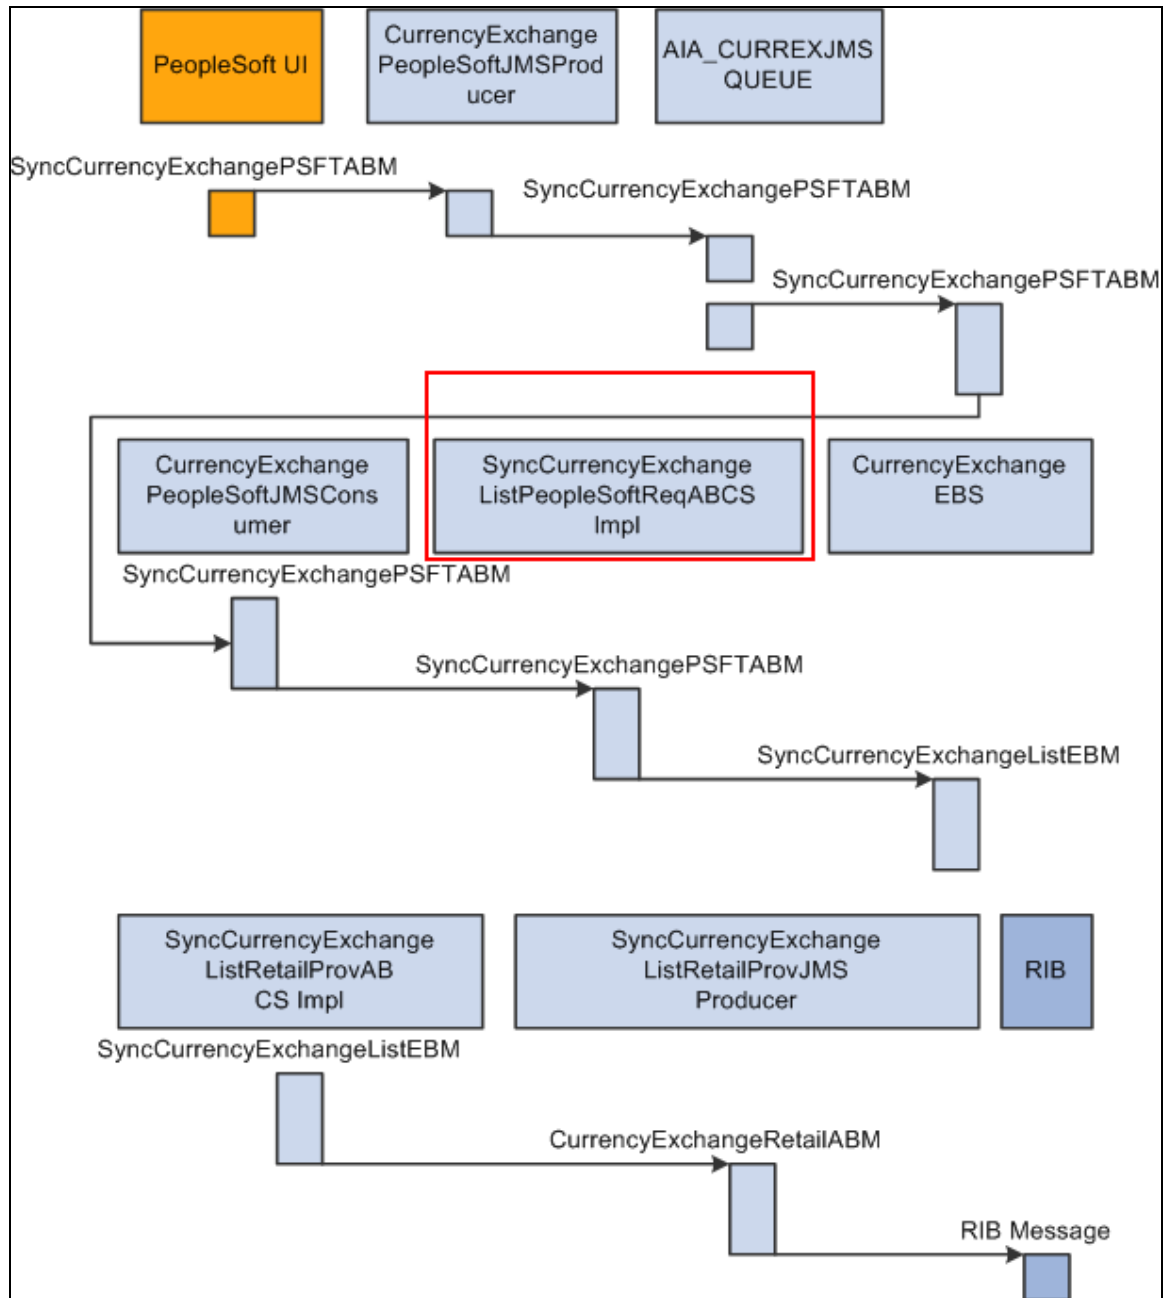 PeopleSoft UI
CurrencyExchange
PeopleSoftJMSProd
ucer
AIA_CURREXJMS
QUEUE
SyncCurrencyExchangePSFTABM
SyncCurrencyExchangePSFTABM
SyncCurrencyExchangePSFTABM
CurrencyExchange
PeopleSoftJMSCons
umer
SyncCurrencyExchange
ListPeopleSoftReqABCS
Impl
CurrencyExchange
EBS
SyncCurrencyExchangePSFTABM
SyncCurrencyExchangePSFTABM
SyncCurrencyExchangeListEBM
SyncCurrencyExchange
ListRetailProvAB
CS Impl
SyncCurrencyExchange
ListRetailProvJMS
Producer
RIB
SyncCurrencyExchangeListEBM
CurrencyExchangeRetailABM
RIB Message